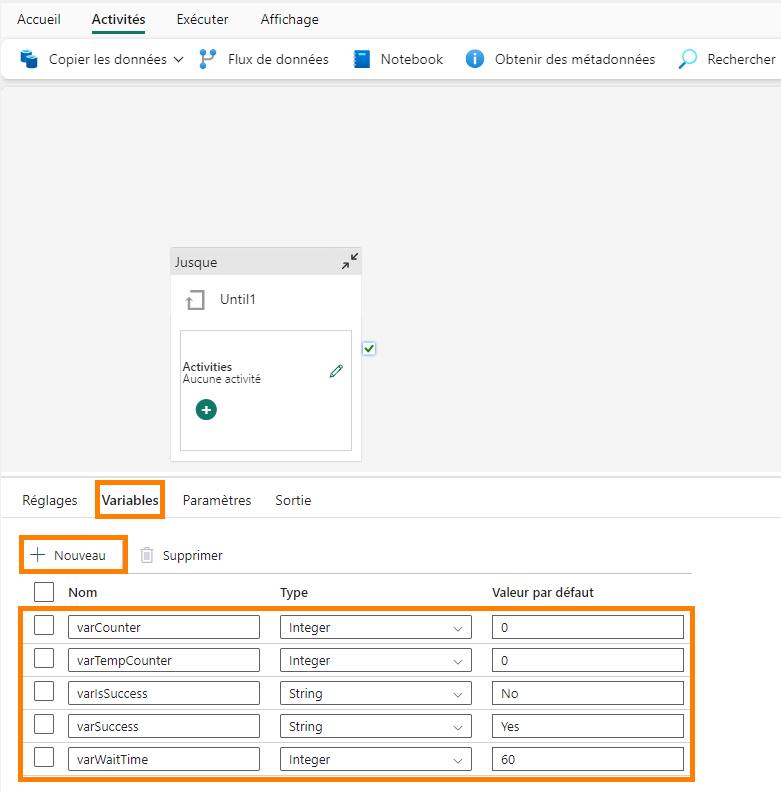 Accueil Activités Exécuter Affichage
Copier les données Flux de données Notebook Obtenir des métadonnées Rechercher
Jusque
Until1
Activities
Aucune activité
Réglages Variables Paramètres Sortie
Nouveau Supprimer
Nom Type Valeur par défaut
varCounter Integer 0
varTempCounter Integer 0
varIsSuccess String No
varSuccess String Yes
varWaitTime Integer 60